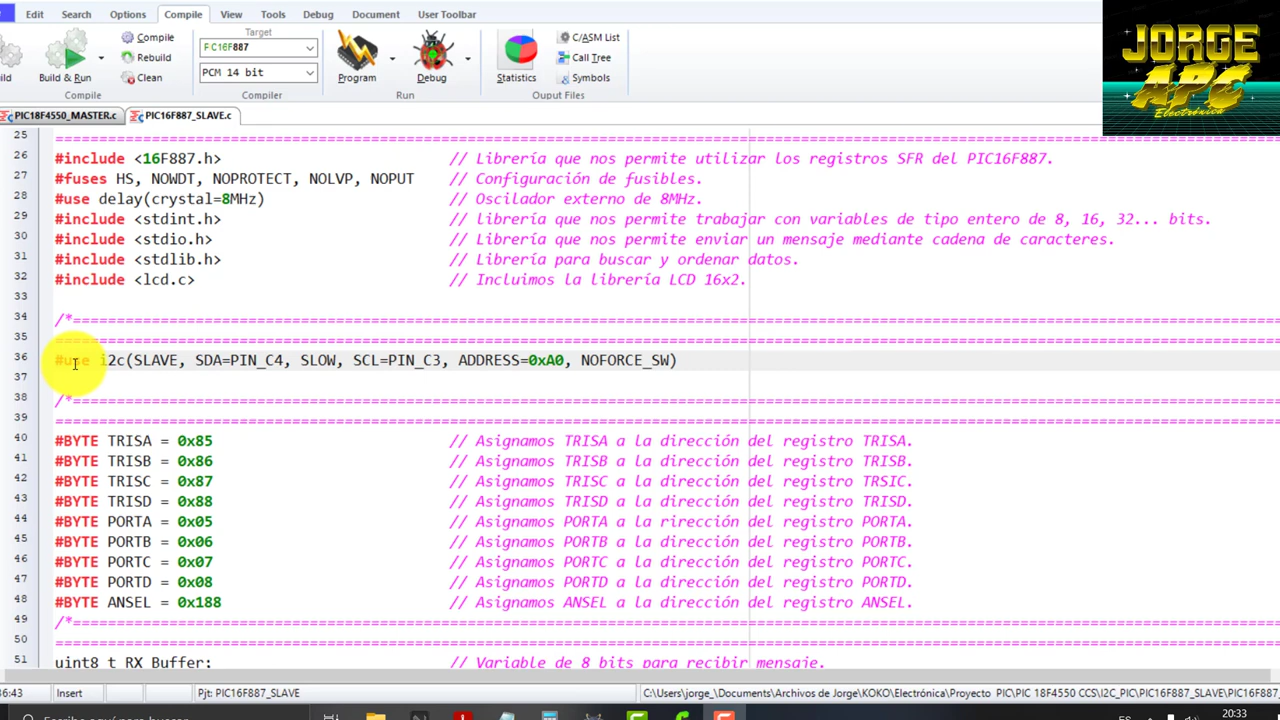 Edit Search Options Compile View Tools Debug Document User Toolbar
Build & Run
Compile
Rebuild
Clean
Compile
Target
PIC16F887
PCM 14 bit
Compiler
Program
Debug
Run
Statistics
C/ASM List
Call Tree
Symbols
Ouput Files
JORGE
APC
Electrónica
PIC18F4550_MASTER.c PIC16F887_SLAVE.c
25 ================================================================
26 #include <16F887.h> // Librería que nos permite utilizar los registros SFR del PIC16F887.
27 #fuses HS, NOWDT, NOPROTECT, NOLVP, NOPUT // Configuración de fusibles.
28 #use delay(crystal=8MHz) // Oscilador externo de 8MHz.
29 #include <stdint.h> // librería que nos permite trabajar con variables de tipo entero de 8, 16, 32... bits.
30 #include <stdio.h> // Librería que nos permite enviar un mensaje mediante cadena de caracteres.
31 #include <stdlib.h> // Librería para buscar y ordenar datos.
32 #include <lcd.c> // Incluimos la librería LCD 16x2.
33
34 /*================================================================
35 ================================================================
36 #use i2c(SLAVE, SDA=PIN_C4, SLOW, SCL=PIN_C3, ADDRESS=0xA0, NOFORCE_SW)
37
38 /*================================================================
39 ================================================================
40 #BYTE TRISA = 0x85 // Asignamos TRISA a la dirección del registro TRISA.
41 #BYTE TRISB = 0x86 // Asignamos TRISB a la dirección del registro TRISB.
42 #BYTE TRISC = 0x87 // Asignamos TRISC a la dirección del registro TRSIC.
43 #BYTE TRISD = 0x88 // Asignamos TRISD a la dirección del registro TRISD.
44 #BYTE PORTA = 0x05 // Asignamos PORTA a la rirección del registro PORTA.
45 #BYTE PORTB = 0x06 // Asignamos PORTB a la dirección del registro PORTB.
46 #BYTE PORTC = 0x07 // Asignamos PORTC a la dirección del registro PORTC.
47 #BYTE PORTD = 0x08 // Asignamos PORTD a la dirección del registro PORTD.
48 #BYTE ANSEL = 0x188 // Asignamos ANSEL a la dirección del registro ANSEL.
49 /*================================================================
50 ================================================================
51 uint8_t RX_Buffer; // Variable de 8 bits para recibir mensaje.
36:43 Insert Pjt: PIC16F887_SLAVE C:\Users\jorge_\Documents\Archivos de Jorge\KOKO\Electrónica\Proyecto PIC\PIC 18F4550 CCS\I2C_PIC\PIC16F887_SLAVE\PIC16F887_SLAVE
20:33